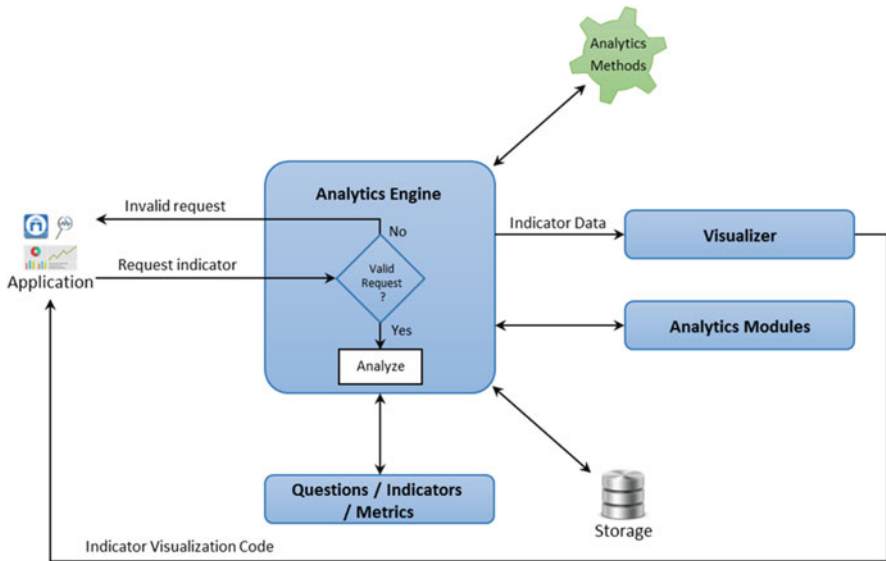 Analytics
Methods
Analytics Engine
Invalid request
No
Indicator Data
Visualizer
Request indicator
Valid
Request
?
Application
Yes
Analytics Modules
Analyze
Questions / Indicators
/ Metrics
Storage
Indicator Visualization Code